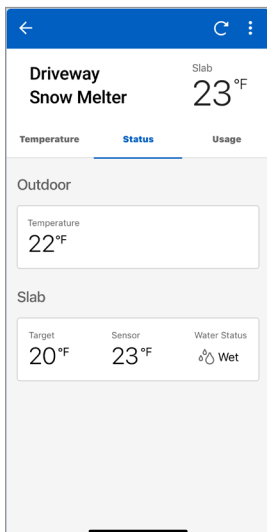 Driveway
Snow Melter
Slab
23°F
Temperature Status Usage
Outdoor
Temperature
22°F
Slab
Target Sensor Water Status
20°F 23°F Wet